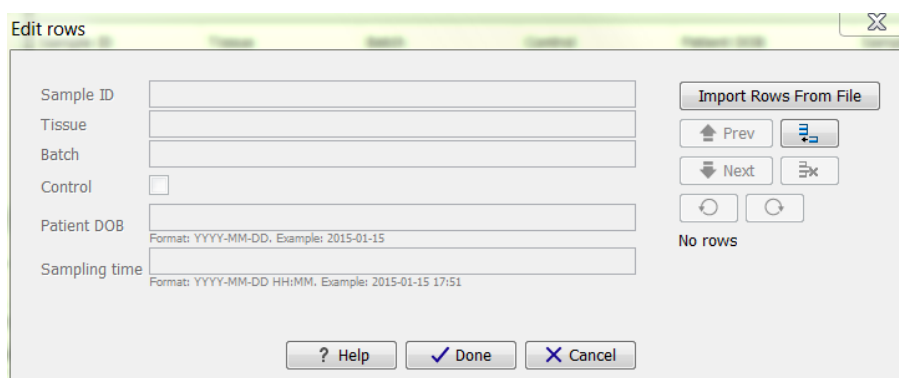 Edit rows
Sample ID
Import Rows From File
Tissue
Prev
Batch
Next
Control
Patient DOB
Format: YYYY-MM-DD. Example: 2015-01-15
No rows
Sampling time
Format: YYYY-MM-DD HH:MM. Example: 2015-01-15 17:51
? Help
Done
Cancel